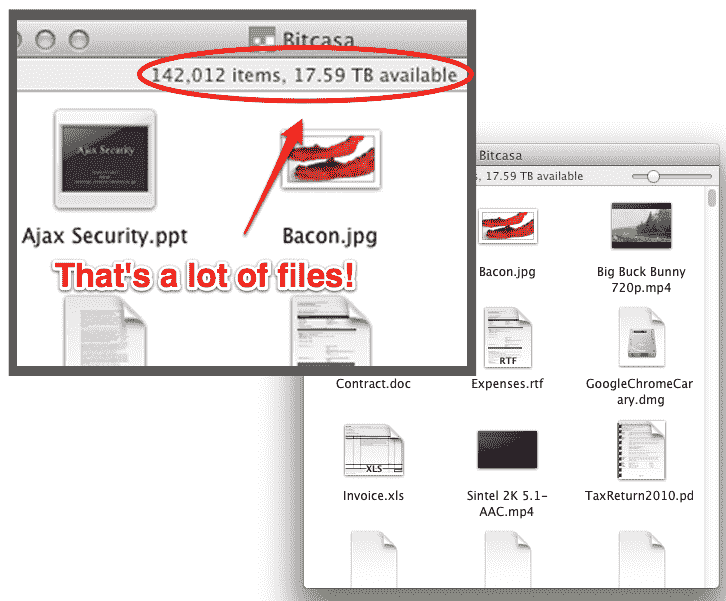 Bitcasa
142,012 items, 17.59 TB available
Ajax Security
Ajax Security.ppt
Bacon.jpg
That's a lot of files!
Bitcasa
s, 17.59 TB available
Bacon.jpg
Big Buck Bunny
720p.mp4
RTF
Contract.doc
Expenses.rtf
GoogleChromeCan
ary.dmg
XLS
Invoice.xls
Sintel 2K 5.1-
AAC.mp4
TaxReturn2010.pd